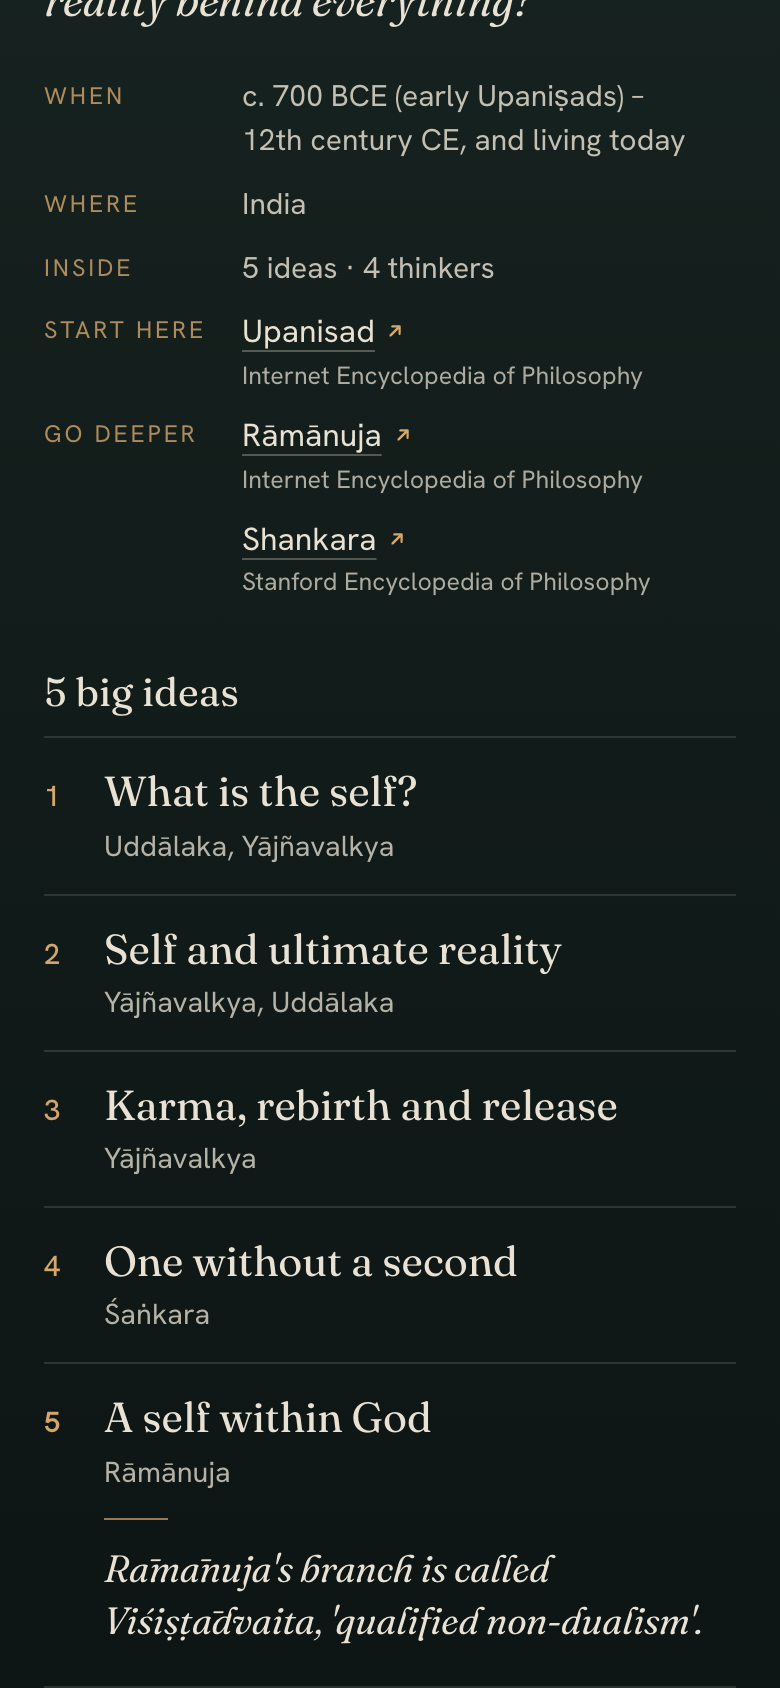 reality behind everything?
WHEN
c. 700 BCE (early Upaniṣads) –
12th century CE, and living today
WHERE
India
INSIDE
5 ideas · 4 thinkers
START HERE
Upanisad ↗
Internet Encyclopedia of Philosophy
GO DEEPER
Rāmānuja ↗
Internet Encyclopedia of Philosophy
Shankara ↗
Stanford Encyclopedia of Philosophy
5 big ideas
1 What is the self?
Uddālaka, Yājñavalkya
2 Self and ultimate reality
Yājñavalkya, Uddālaka
3 Karma, rebirth and release
Yājñavalkya
4 One without a second
Śaṅkara
5 A self within God
Rāmānuja
Rāmānuja's branch is called
Viśiṣṭādvaita, 'qualified non-dualism'.